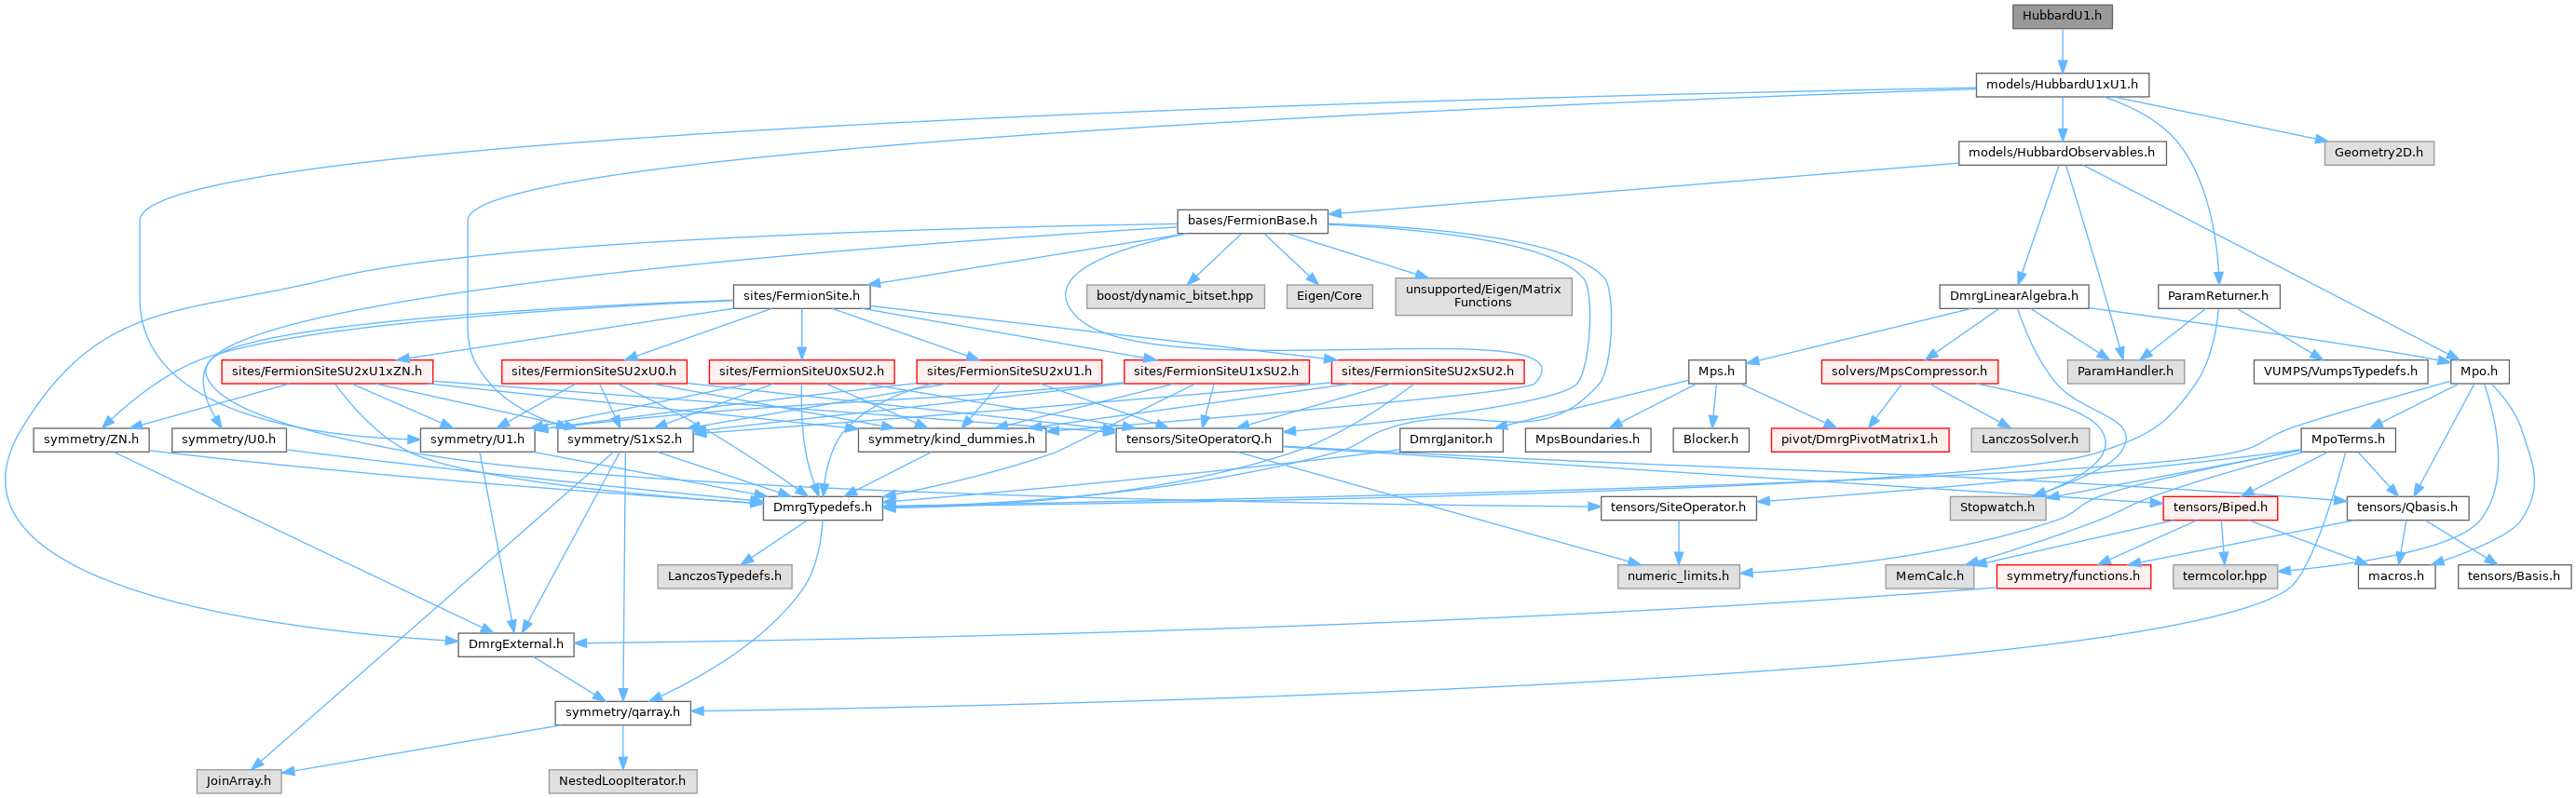 HubbardU1.h
models/HubbardU1xU1.h
models/HubbardObservables.h
Geometry2D.h
bases/FermionBase.h
sites/FermionSite.h
boost/dynamic_bitset.hpp
Eigen/Core
unsupported/Eigen/Matrix
Functions
DmrgLinearAlgebra.h
ParamReturner.h
sites/FermionSiteSU2xU1xZN.h
sites/FermionSiteSU2xU0.h
sites/FermionSiteU0xSU2.h
sites/FermionSiteSU2xU1.h
sites/FermionSiteU1xSU2.h
sites/FermionSiteSU2xSU2.h
Mps.h
solvers/MpsCompressor.h
ParamHandler.h
VUMPS/VumpsTypedefs.h
Mpo.h
symmetry/ZN.h
symmetry/U0.h
symmetry/U1.h
symmetry/S1xS2.h
symmetry/kind_dummies.h
tensors/SiteOperatorQ.h
DmrgJanitor.h
MpsBoundaries.h
Blocker.h
pivot/DmrgPivotMatrix1.h
LanczosSolver.h
MpoTerms.h
DmrgTypedefs.h
tensors/SiteOperator.h
Stopwatch.h
tensors/Biped.h
tensors/Qbasis.h
LanczosTypedefs.h
numeric_limits.h
MemCalc.h
symmetry/functions.h
termcolor.hpp
macros.h
tensors/Basis.h
DmrgExternal.h
symmetry/qarray.h
JoinArray.h
NestedLoopIterator.h